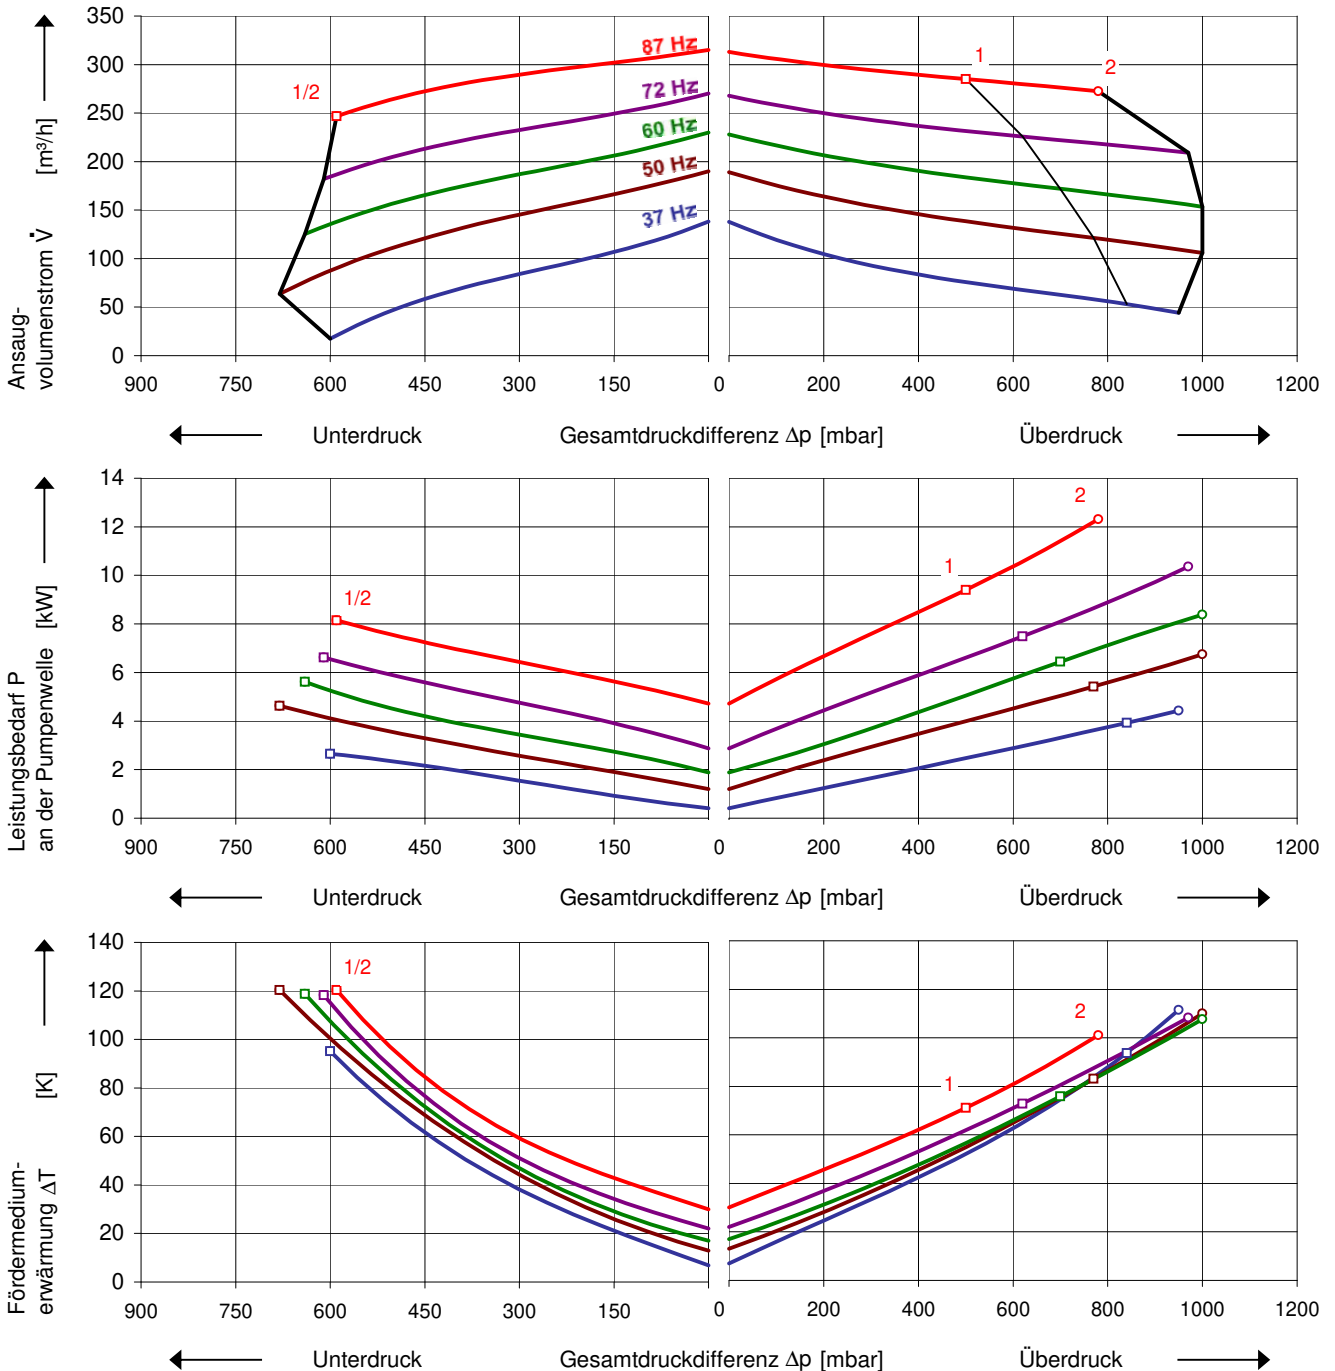 350
300
250
200
150
100
50
0
Ansaug-
volumenstrom V̇ [m³/h]
87 Hz
72 Hz
60 Hz
50 Hz
37 Hz
1/2
1
2
900 750 600 450 300 150 0 200 400 600 800 1000 1200
Unterdruck Gesamtdruckdifferenz Δp [mbar] Überdruck
14
12
10
8
6
4
2
0
Leistungsbedarf P
an der Pumpenwelle [kW]
1/2
1
2
900 750 600 450 300 150 0 200 400 600 800 1000 1200
Unterdruck Gesamtdruckdifferenz Δp [mbar] Überdruck
140
120
100
80
60
40
20
0
Fördermedium-
erwärmung ΔT [K]
1/2
1
2
900 750 600 450 300 150 0 200 400 600 800 1000 1200
Unterdruck Gesamtdruckdifferenz Δp [mbar] Überdruck